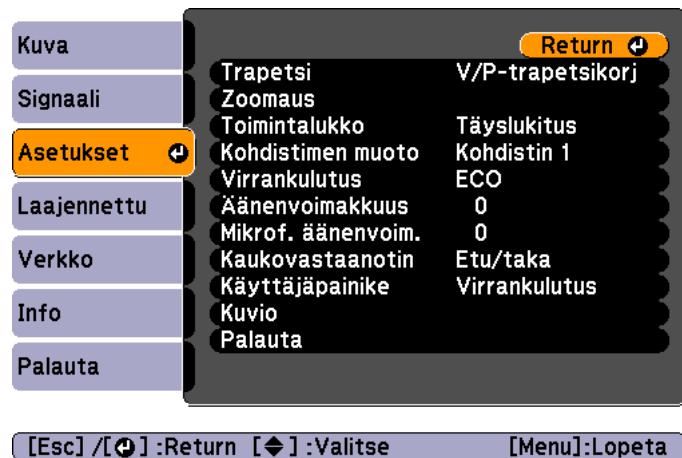 Kuva
Signaali
Asetukset
Laajennettu
Verkko
Info
Palauta
Return
Trapetsi V/P-trapetsikorj
Zoomaus
Toimintalukko Täyslukitus
Kohdistimen muoto Kohdistin 1
Virrankulutus ECO
Äänenvoimakkuus 0
Mikrof. äänenvoim. 0
Kaukovastaanotin Etu/taka
Käyttäjäpainike Virrankulutus
Kuvio
Palauta
[Esc] /[⏎] :Return [◆] :Valitse [Menu]:Lopeta